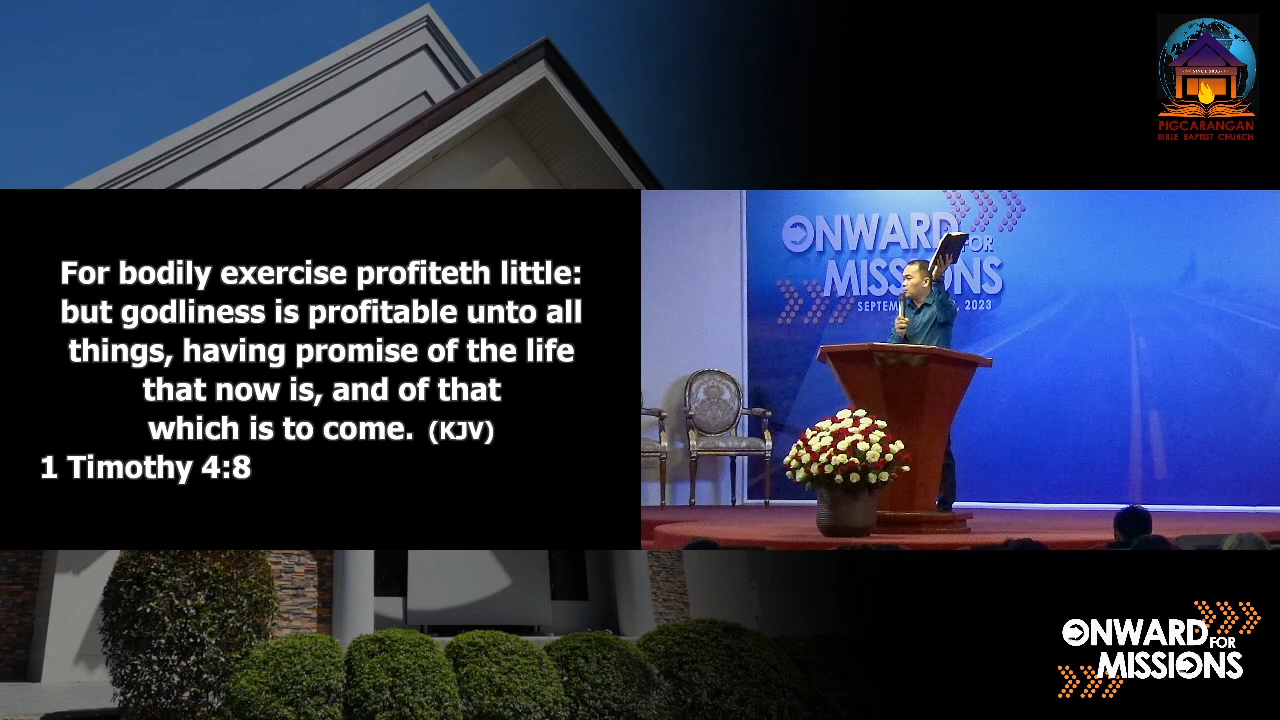 PIGCARANGAN
BIBLE BAPTIST CHURCH
For bodily exercise profiteth little:
but godliness is profitable unto all
things, having promise of the life
that now is, and of that
which is to come. (KJV)
1 Timothy 4:8
ONWARD FOR
MISSIONS
2023
ONWARD FOR
MISSIONS